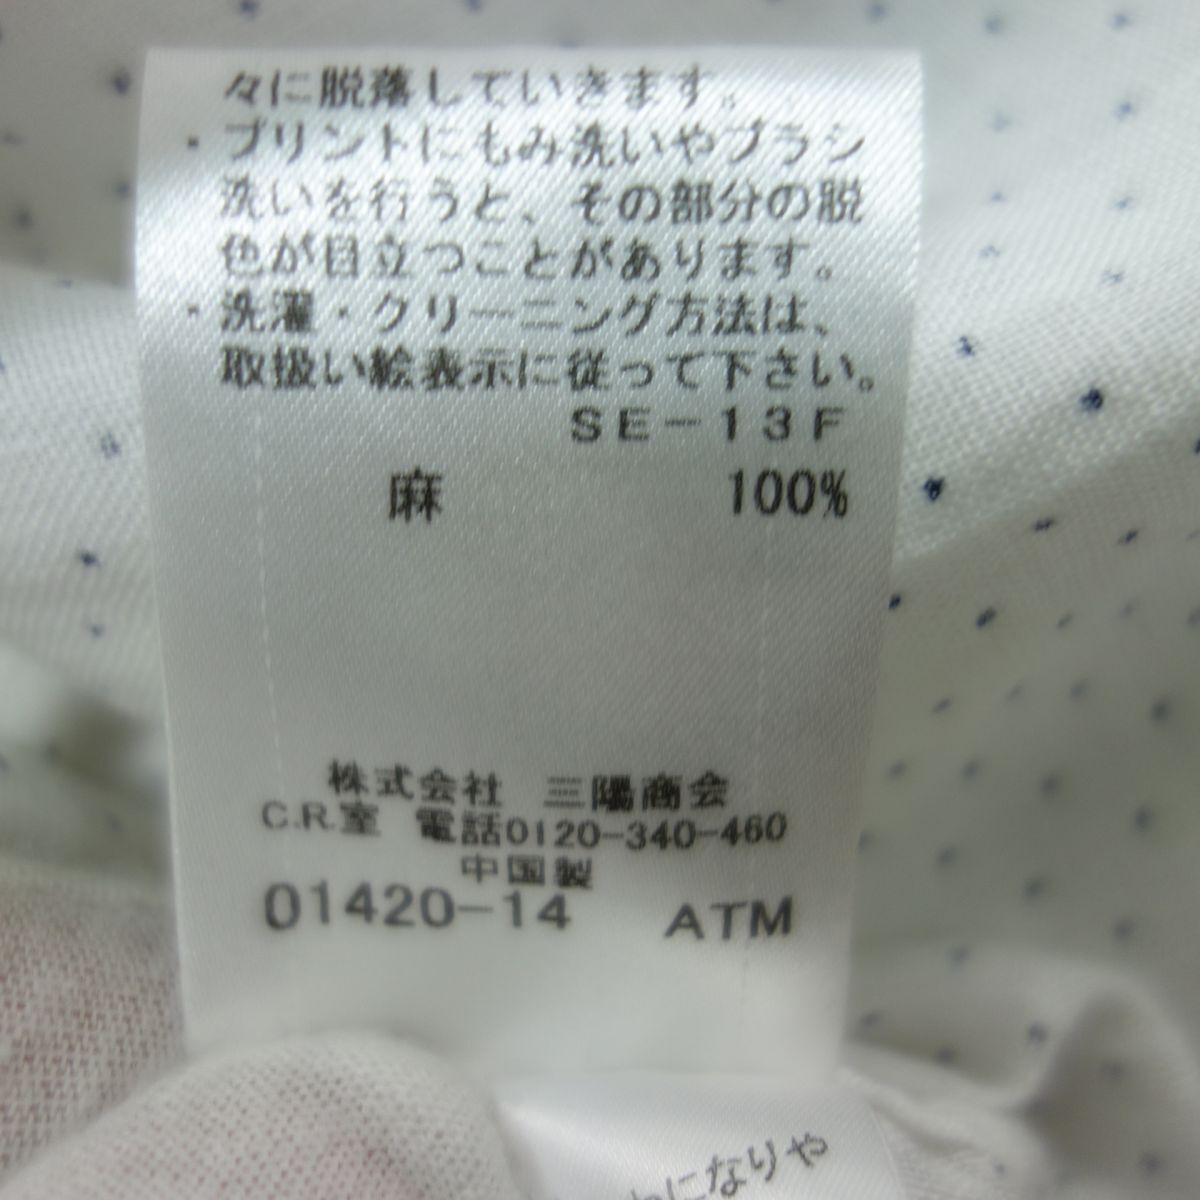 々に脱落していきます。
・プリントにもみ洗いやブラシ
洗いを行うと、その部分の脱
色が目立つことがあります。
・洗濯・クリーニング方法は、
取扱い絵表示に従って下さい。
SE-13F
麻 100%
株式会社 三陽商会
C.R.室 電話0120-340-460
中国製
01420-14 ATM
になりや